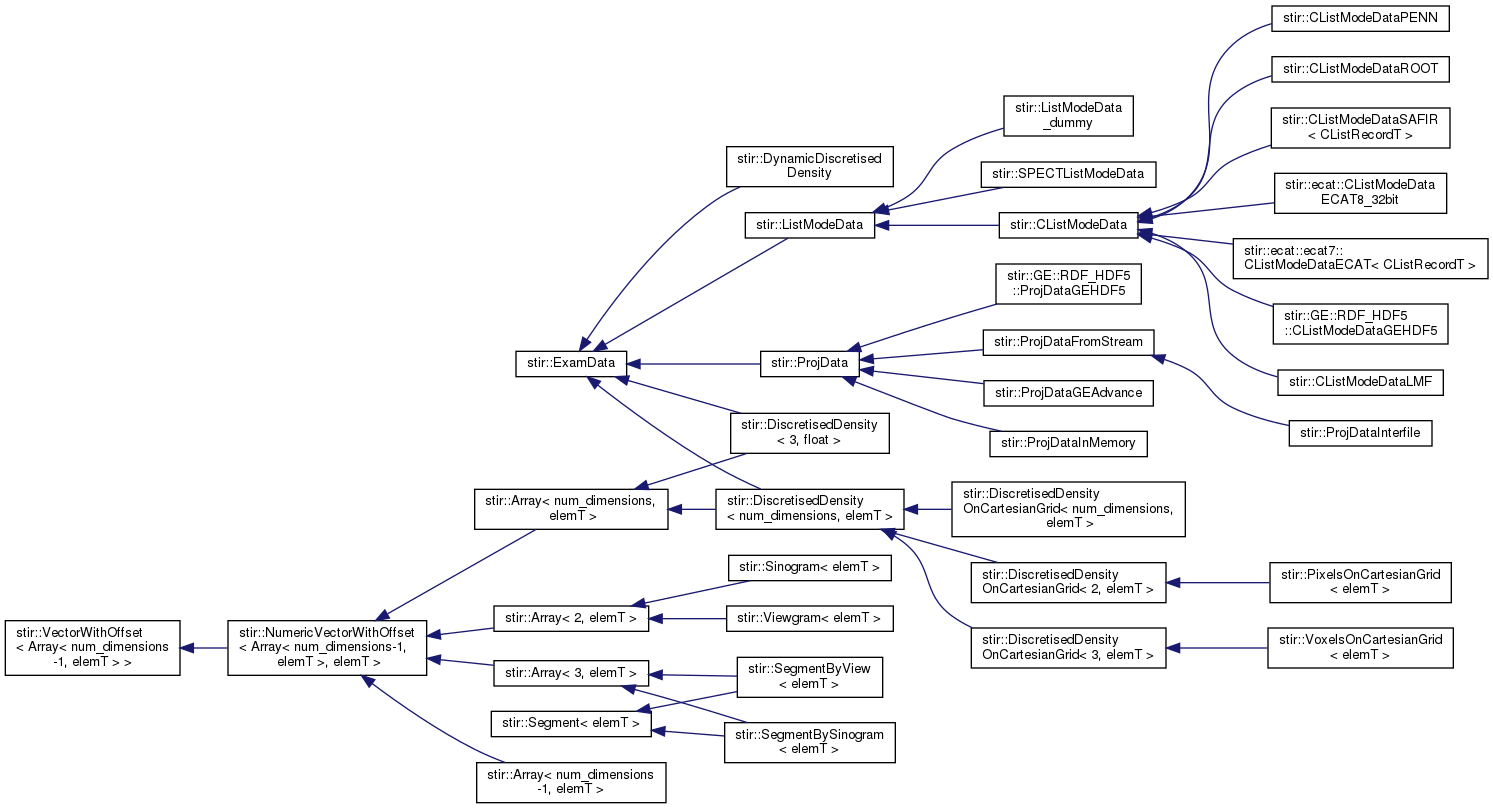 stir::CListModeDataPENN
stir::CListModeDataROOT
stir::ListModeData
_dummy
stir::CListModeDataSAFIR
< CListRecordT >
stir::DynamicDiscretised
Density
stir::SPECTListModeData
stir::ecat::CListModeData
ECAT8_32bit
stir::ListModeData
stir::CListModeData
stir::ecat::ecat7::
CListModeDataECAT< CListRecordT >
stir::GE::RDF_HDF5
::ProjDataGEHDF5
stir::GE::RDF_HDF5
::CListModeDataGEHDF5
stir::ExamData
stir::ProjData
stir::ProjDataFromStream
stir::CListModeDataLMF
stir::ProjDataGEAdvance
stir::DiscretisedDensity
< 3, float >
stir::ProjDataInMemory
stir::ProjDataInterfile
stir::Array< num_dimensions,
elemT >
stir::DiscretisedDensity
< num_dimensions, elemT >
stir::DiscretisedDensity
OnCartesianGrid< num_dimensions,
elemT >
stir::Sinogram< elemT >
stir::DiscretisedDensity
OnCartesianGrid< 2, elemT >
stir::PixelsOnCartesianGrid
< elemT >
stir::Array< 2, elemT >
stir::Viewgram< elemT >
stir::VectorWithOffset
< Array< num_dimensions
-1, elemT > >
stir::NumericVectorWithOffset
< Array< num_dimensions-1,
elemT >, elemT >
stir::DiscretisedDensity
OnCartesianGrid< 3, elemT >
stir::VoxelsOnCartesianGrid
< elemT >
stir::Array< 3, elemT >
stir::SegmentByView
< elemT >
stir::Segment< elemT >
stir::SegmentBySinogram
< elemT >
stir::Array< num_dimensions
-1, elemT >